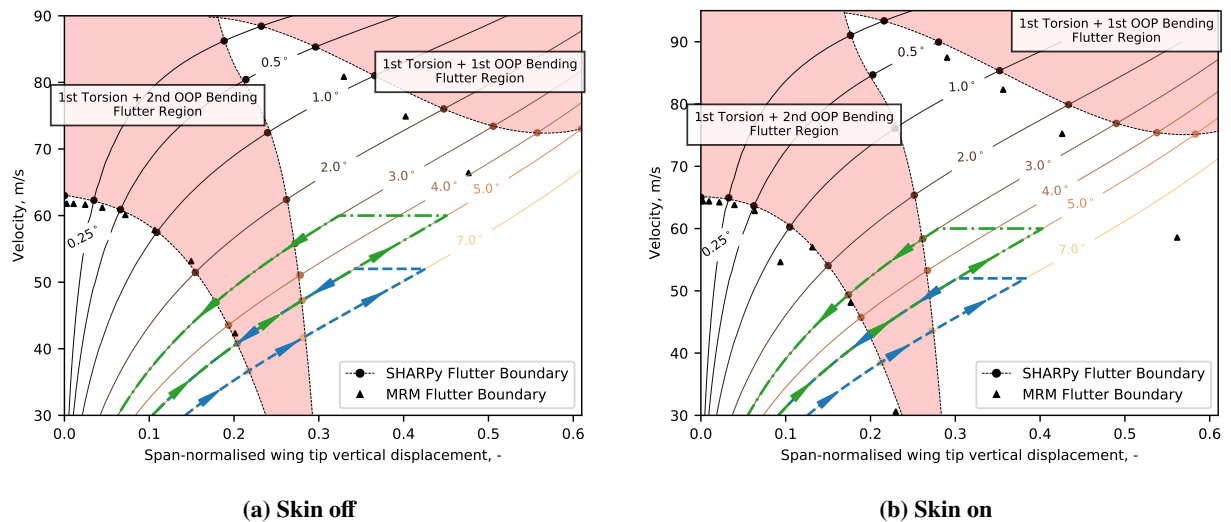 90
80
70
60
50
40
30
Velocity, m/s
1st Torsion + 2nd OOP Bending
Flutter Region
1st Torsion + 1st OOP Bending
Flutter Region
0.25°
0.5°
1.0°
2.0°
3.0°
4.0°
5.0°
7.0°
SHARPy Flutter Boundary
MRM Flutter Boundary
0.0 0.1 0.2 0.3 0.4 0.5 0.6
Span-normalised wing tip vertical displacement, -
(a) Skin off
90
80
70
60
50
40
30
Velocity, m/s
1st Torsion + 1st OOP Bending
Flutter Region
1st Torsion + 2nd OOP Bending
Flutter Region
0.25°
0.5°
1.0°
2.0°
3.0°
4.0°
5.0°
7.0°
SHARPy Flutter Boundary
MRM Flutter Boundary
0.0 0.1 0.2 0.3 0.4 0.5 0.6
Span-normalised wing tip vertical displacement, -
(b) Skin on